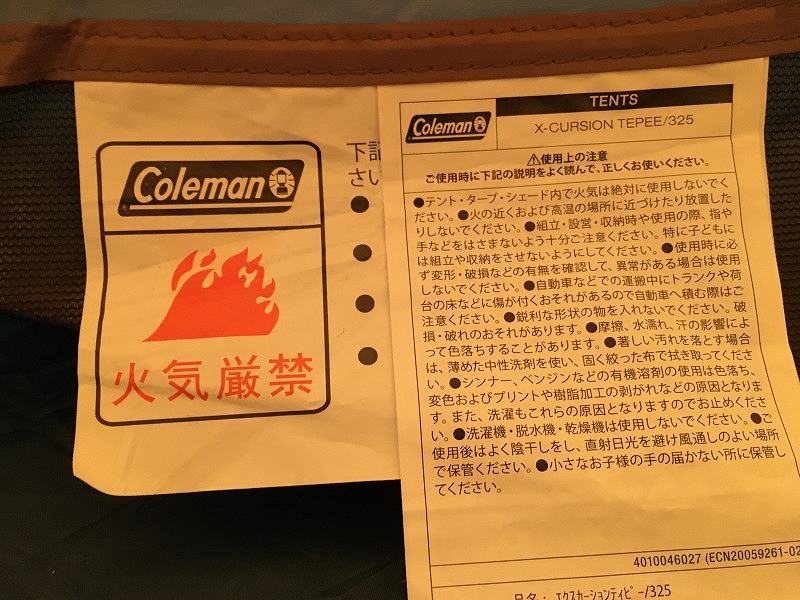 Coleman
火気厳禁
下記
さい
●
●
●
●
Coleman
TENTS
X-CURSION TEPEE/325
⚠使用上の注意
ご使用時に下記の説明をよく読んで、正しくお使いください。
●テント・タープ・シェード内で火気は絶対に使用しないでく
ださい。●火の近くおよび高温の場所に近づけたり放置した
りしないでください。●組立・設営・収納時や使用の際、指や
手などをはさまないよう十分ご注意ください。特に子どもに
は組立や収納をさせないようにしてください。●使用時に必
ず変形・破損などの有無を確認して、異常がある場合は使用
しないでください。●自動車などでの運搬中にトランクや荷
台の床などに傷が付くおそれがあるので自動車へ積む際はご
注意ください。●鋭利な形状の物を入れないでください。破
損・破れのおそれがあります。●摩擦、水濡れ、汗の影響によ
って色落ちすることがあります。●著しい汚れを落とす場合
は、薄めた中性洗剤を使い、固く絞った布で拭き取ってくださ
い。●シンナー、ベンジンなどの有機溶剤の使用は色落ち、
変色およびプリントや樹脂加工の剥がれなどの原因となりま
す。また、洗濯もこれらの原因となりますのでお止めくださ
い。●洗濯機・脱水機・乾燥機は使用しないでください。●ご
使用後はよく陰干しをし、直射日光を避け風通しのよい場所
で保管ください。●小さなお子様の手の届かない所に保管し
てください。
4010046027 (ECN20059261-02
品名：エクスカーションティピー/325